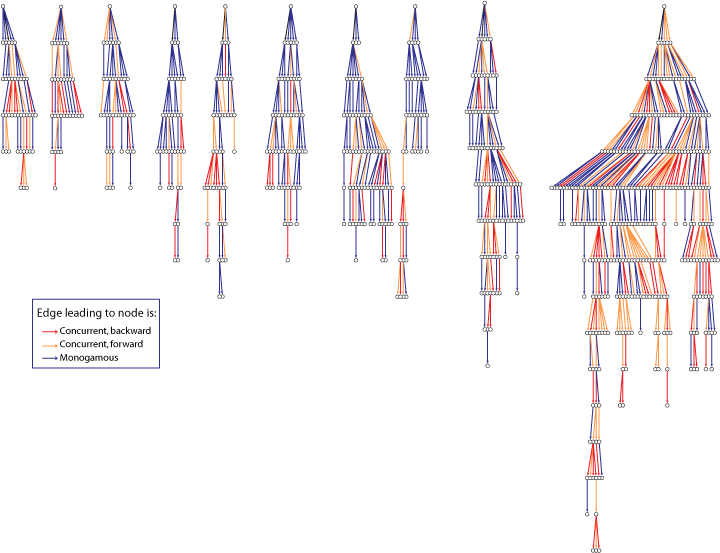 Edge leading to node is:
Concurrent, backward
Concurrent, forward
Monogamous